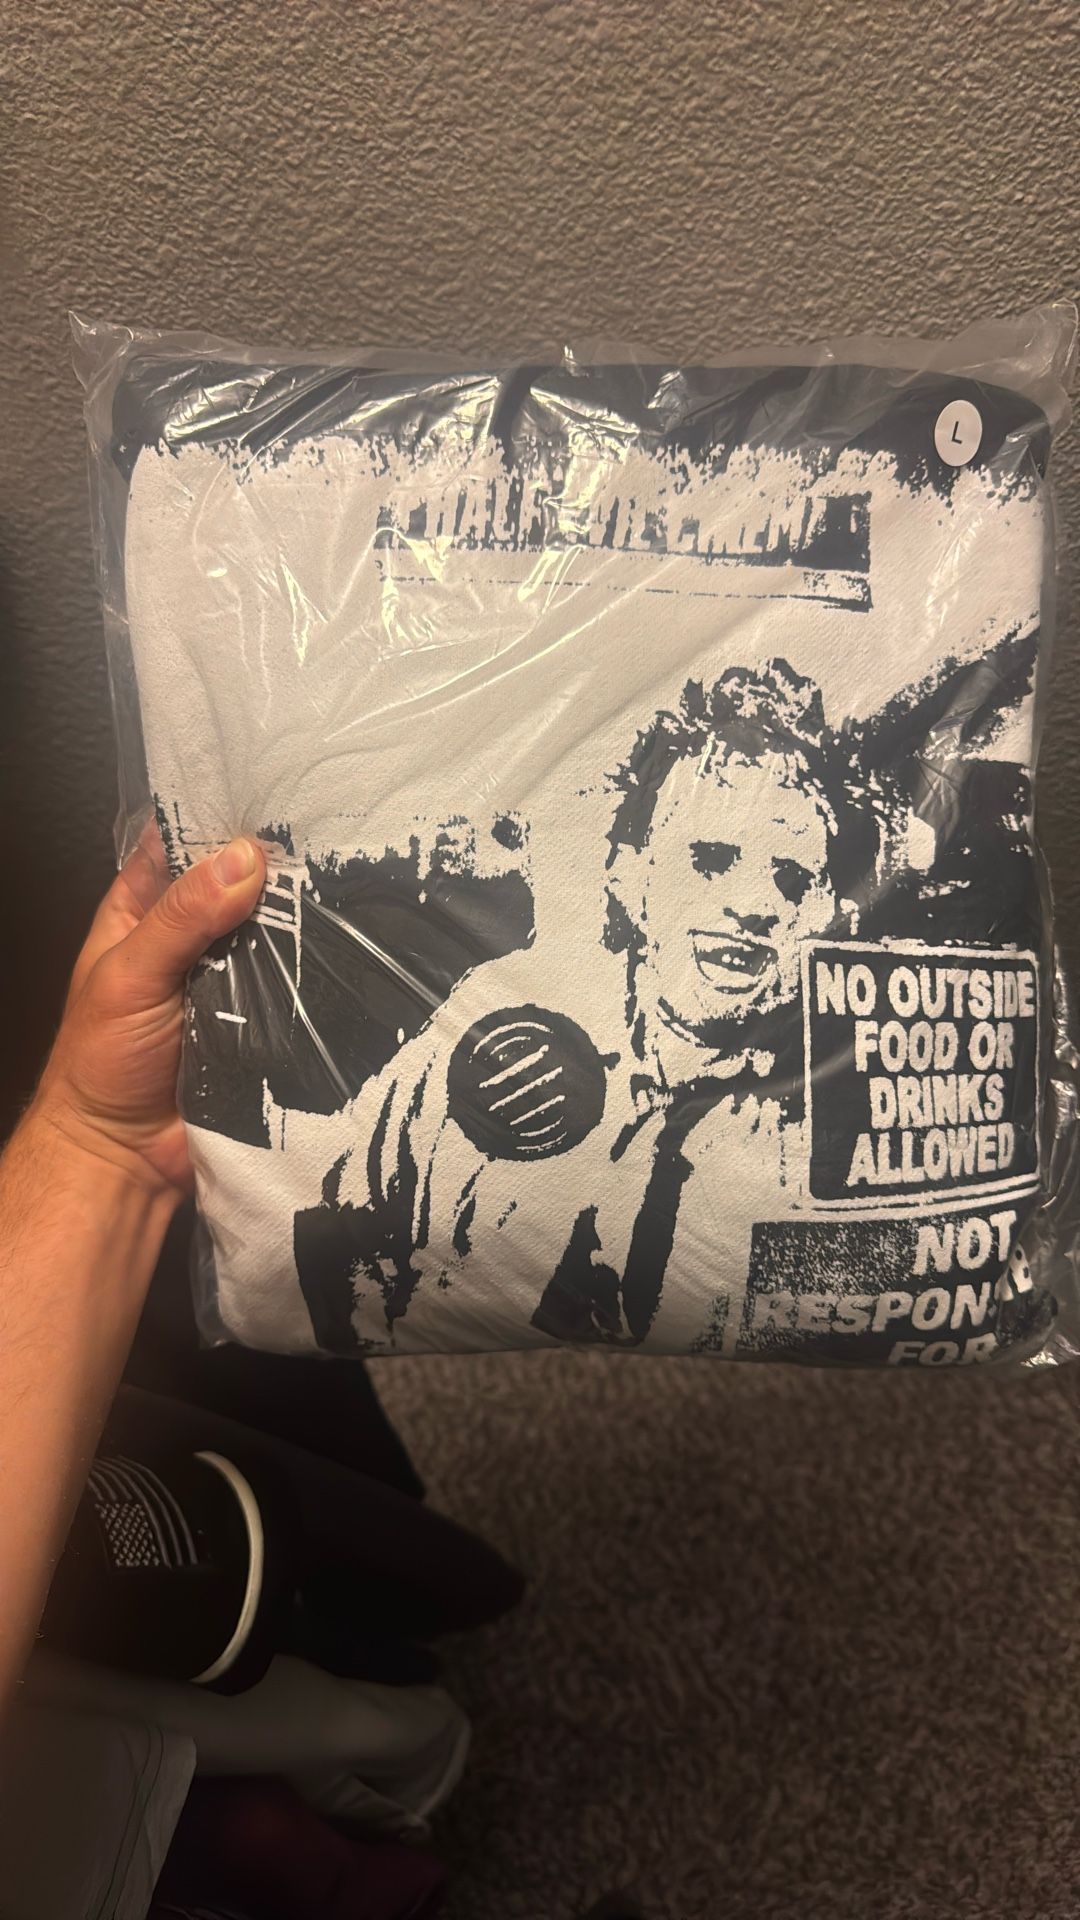 L
NO OUTSIDE
FOOD OR
DRINKS
ALLOWED
NOT
FOR